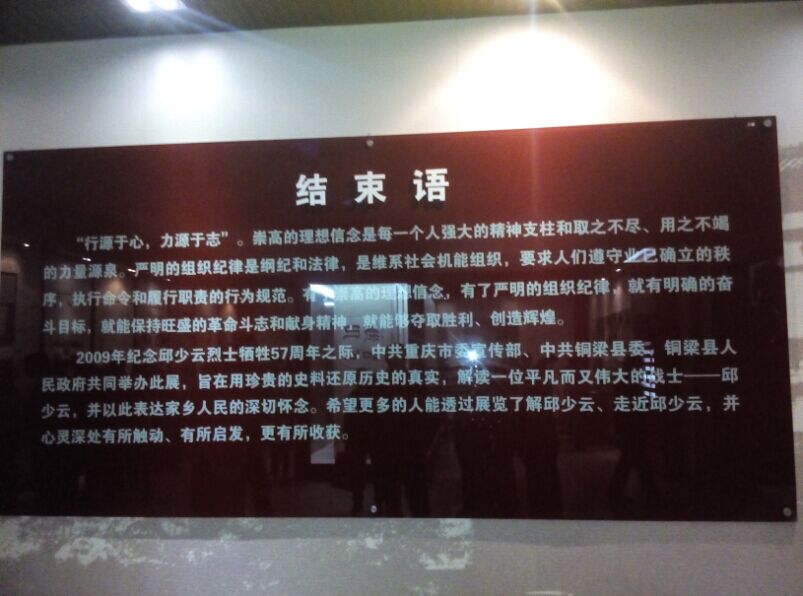 结束语
“行源于心，力源于志”。崇高的理想信念是每一个人强大的精神支柱和取之不尽、用之不竭
的力量源泉。严明的组织纪律是纲纪和法律，是维系社会机能组织，要求人们遵守业已确立的秩
序，执行命令和履行职责的行为规范。有了崇高的理想信念，有了严明的组织纪律，就有明确的奋
斗目标，就能保持旺盛的革命斗志和献身精神，就能够夺取胜利、创造辉煌。
2009年纪念邱少云烈士牺牲57周年之际，中共重庆市委宣传部、中共铜梁县委、铜梁县人
民政府共同举办此展，旨在用珍贵的史料还原历史的真实，解读一位平凡而又伟大的战士——邱
少云，并以此表达家乡人民的深切怀念。希望更多的人能透过展览了解邱少云、走近邱少云，并
心灵深处有所触动、有所启发，更有所收获。